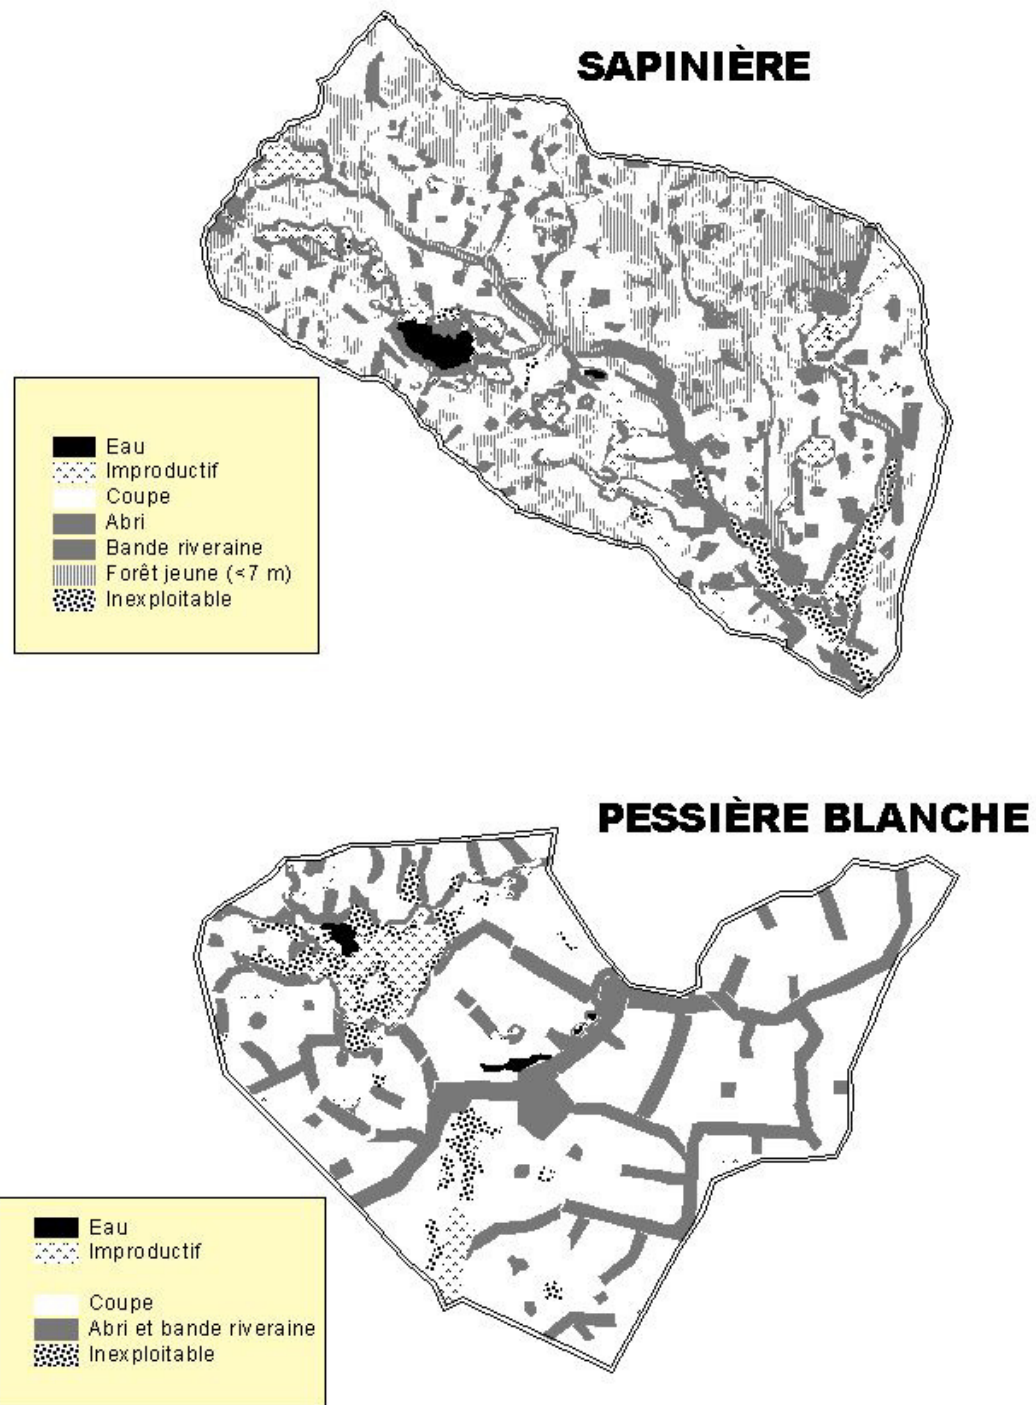 SAPINIÈRE
Eau
Improductif
Coupe
Abri
Bande riveraine
Forêt jeune (<7 m)
Inexploitable
PESSIÈRE BLANCHE
Eau
Improductif
Coupe
Abri et bande riveraine
Inexploitable